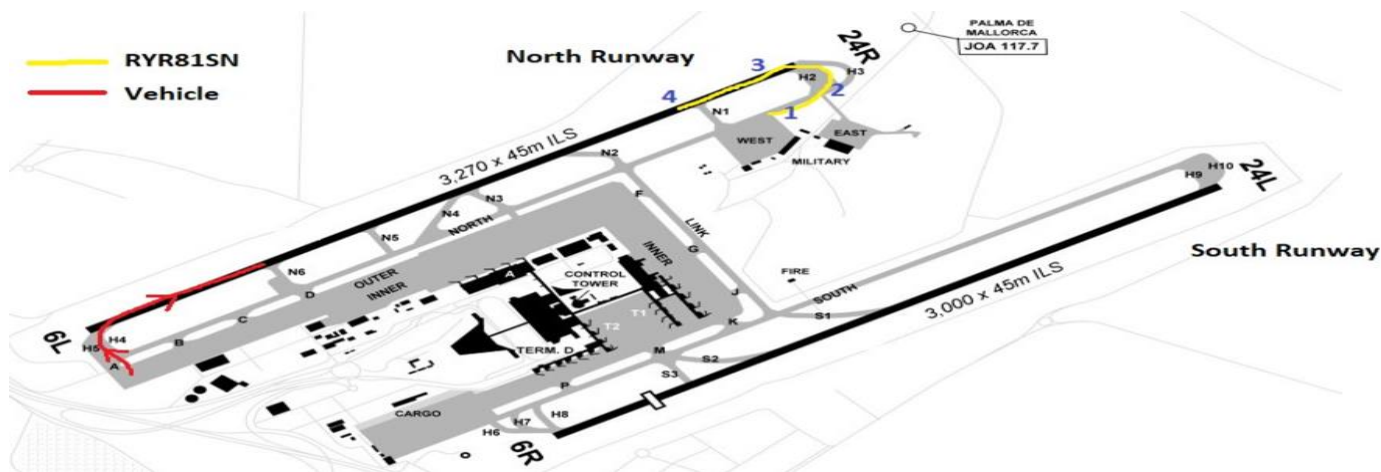 RYR81SN
Vehicle
North Runway
24R
PALMA DE
MALLORCA
JOA 117.7
3
H3
H2
2
4
N1
1
WEST
EAST
MILITARY
3,270 x 45m ILS
N2
24L
H10
H9
N3
N4
NORTH
F
LINK
N5
G
South Runway
INNER
N6
OUTER
INNER
A
CONTROL
TOWER
FIRE
D
J
SOUTH
S1
3,000 x 45m ILS
C
T1
K
T2
6L
H4
H5
B
TERM. D
M
S2
A
S3
P
CARGO
H8
H7
H6
6R